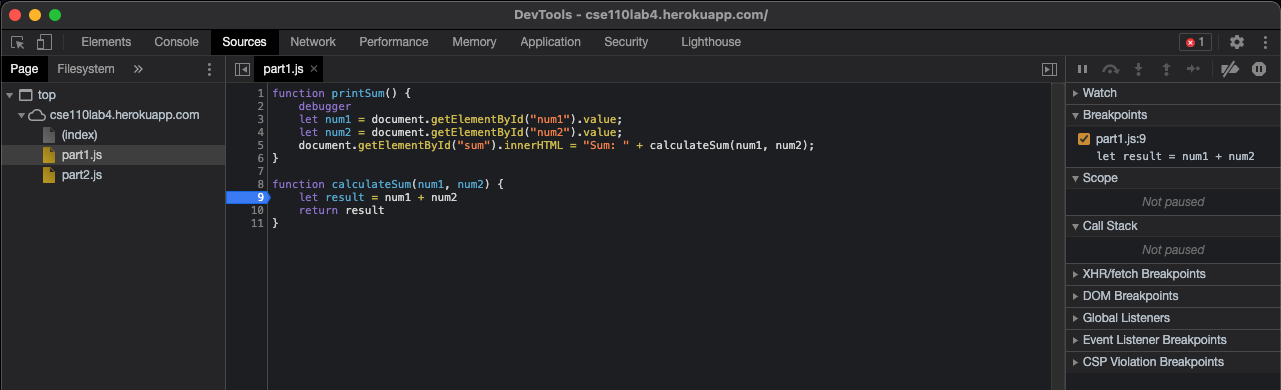 DevTools - cse110lab4.herokuapp.com/
Elements Console Sources Network Performance Memory Application Security Lighthouse 1
Page Filesystem »
part1.js ×
top
cse110lab4.herokuapp.com
(index)
part1.js
part2.js
1 function printSum() {
2 debugger
3 let num1 = document.getElementById("num1").value;
4 let num2 = document.getElementById("num2").value;
5 document.getElementById("sum").innerHTML = "Sum: " + calculateSum(num1, num2);
6 }
7
8 function calculateSum(num1, num2) {
9 let result = num1 + num2
10 return result
11 }
Watch
Breakpoints
part1.js:9
let result = num1 + num2
Scope
Not paused
Call Stack
Not paused
XHR/fetch Breakpoints
DOM Breakpoints
Global Listeners
Event Listener Breakpoints
CSP Violation Breakpoints